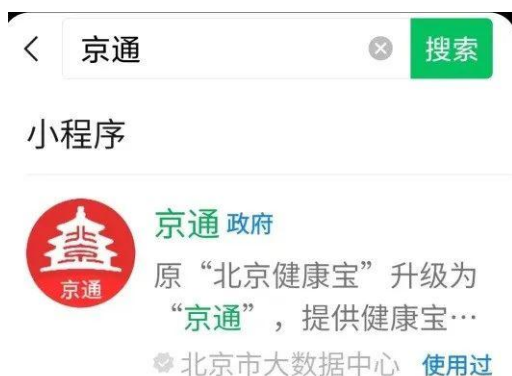 京通
搜索
小程序
北京
京通
京通 政府
原“北京健康宝”升级为
“京通”，提供健康宝…
北京市大数据中心 使用过